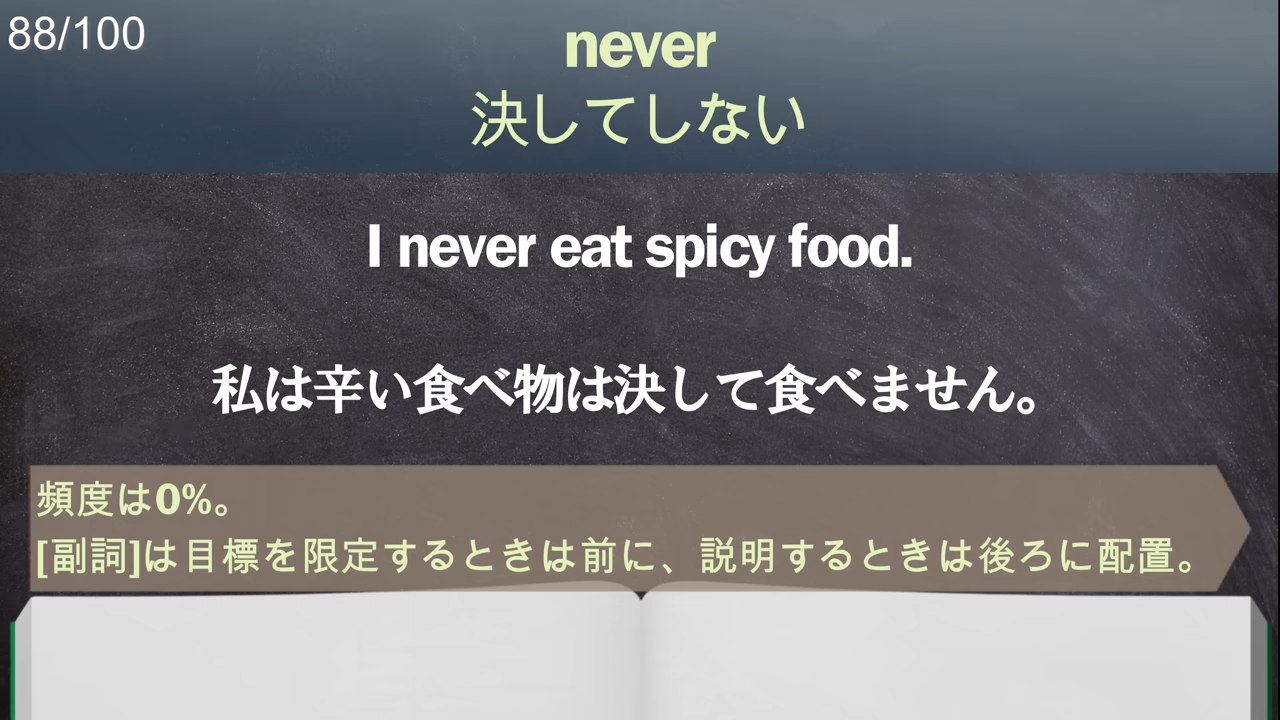 88/100
never
決してしない
I never eat spicy food.
私は辛い食べ物は決して食べません。
頻度は0%。
[副詞]は目標を限定するときは前に、説明するときは後ろに配置。